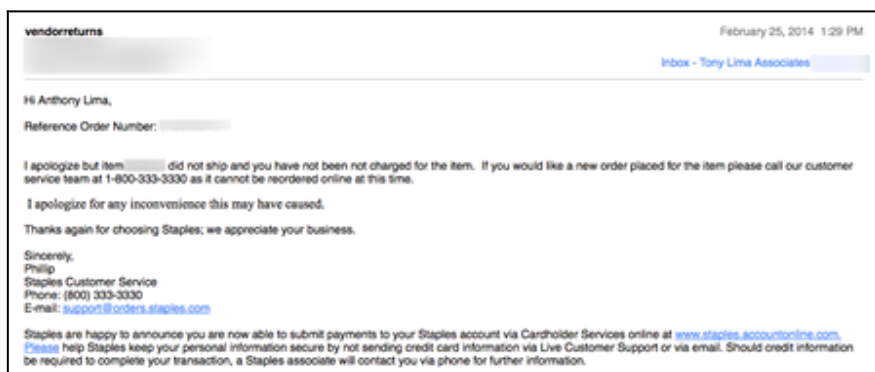 vendorreturns
February 25, 2014 1:29 PM
Inbox - Tony Lima Associates
Hi Anthony Lima,
Reference Order Number:
I apologize but item did not ship and you have not been not charged for the item. If you would like a new order placed for the item please call our customer
service team at 1-800-333-3330 as it cannot be reordered online at this time.
I apologize for any inconvenience this may have caused.
Thanks again for choosing Staples; we appreciate your business.
Sincerely,
Phillip
Staples Customer Service
Phone: (800) 333-3330
E-mail: support@orders.staples.com
Staples are happy to announce you are now able to submit payments to your Staples account via Cardholder Services online at www.staples.accountonline.com.
Please help Staples keep your personal information secure by not sending credit card information via Live Customer Support or via email. Should credit information
be required to complete your transaction, a Staples associate will contact you via phone for further information.